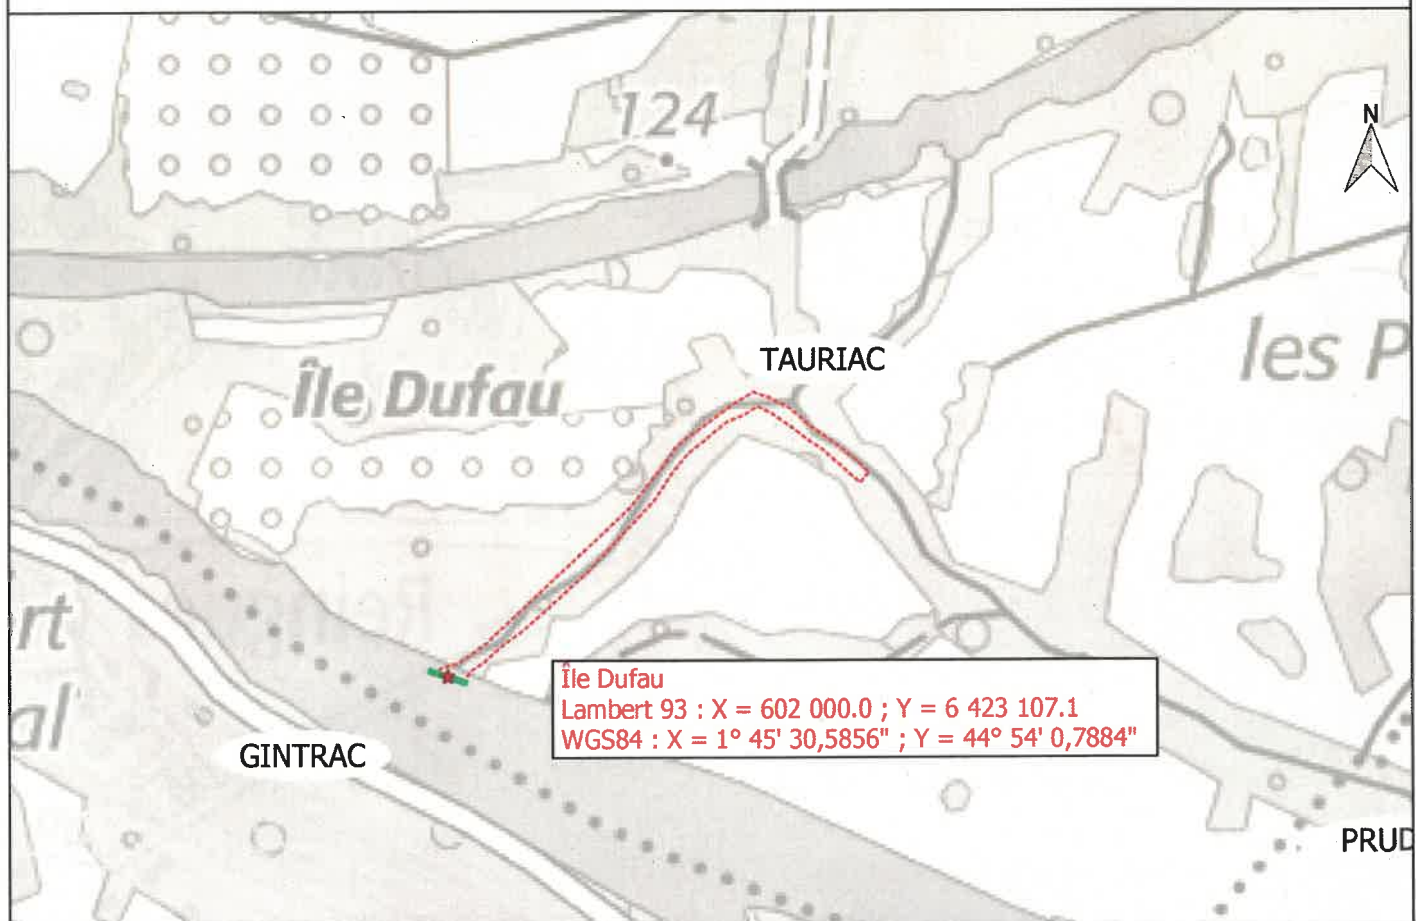 124
N
les P
TAURIAC
Île Dufau
rt
al
Île Dufau
Lambert 93 : X = 602 000.0 ; Y = 6 423 107.1
WGS84 : X = 1° 45' 30,5856" ; Y = 44° 54' 0,7884"
GINTRAC
PRUD